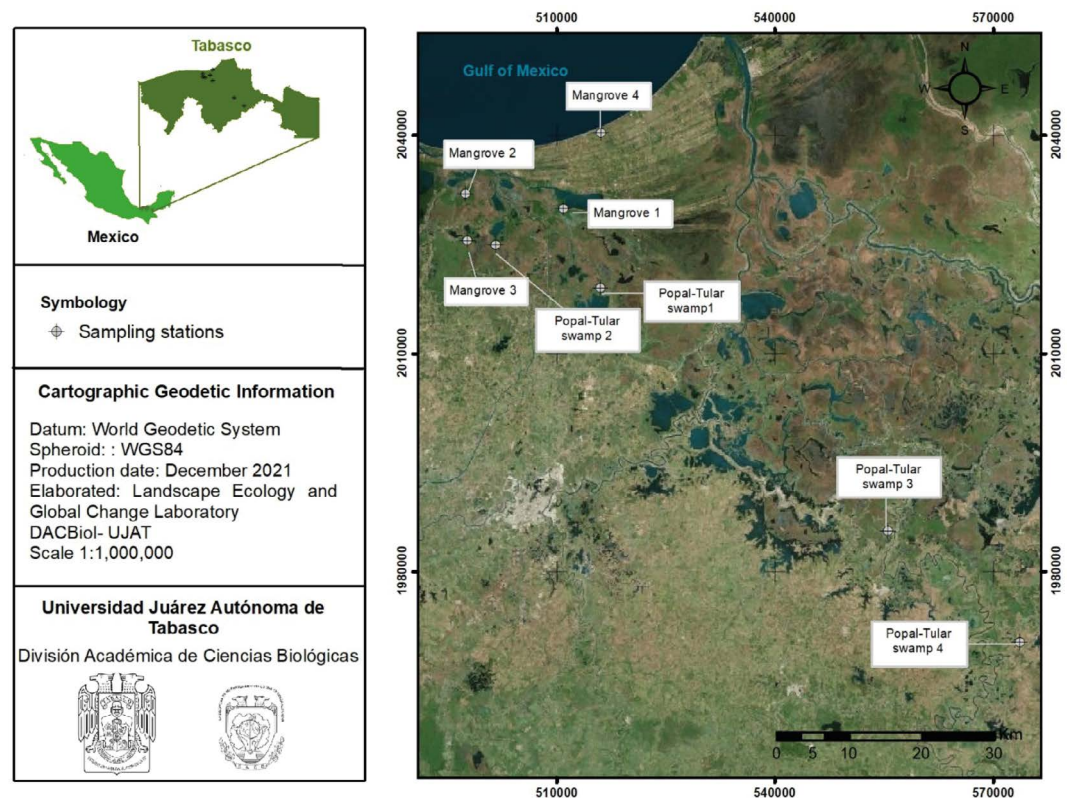 Tabasco
Mexico
Symbology
Sampling stations
Cartographic Geodetic Information
Datum: World Geodetic System
Spheroid: : WGS84
Production date: December 2021
Elaborated: Landscape Ecology and
Global Change Laboratory
DACBiol- UJAT
Scale 1:1,000,000
Universidad Juárez Autónoma de
Tabasco
División Académica de Ciencias Biológicas
510000 540000 570000
2040000
2010000
1980000
Gulf of Mexico
N
W E
S
Mangrove 4
Mangrove 2
Mangrove 1
Mangrove 3
Popal-Tular
swamp1
Popal-Tular
swamp 2
Popal-Tular
swamp 3
Popal-Tular
swamp 4
Km
0 5 10 20 30
2040000
2010000
1980000
510000 540000 570000